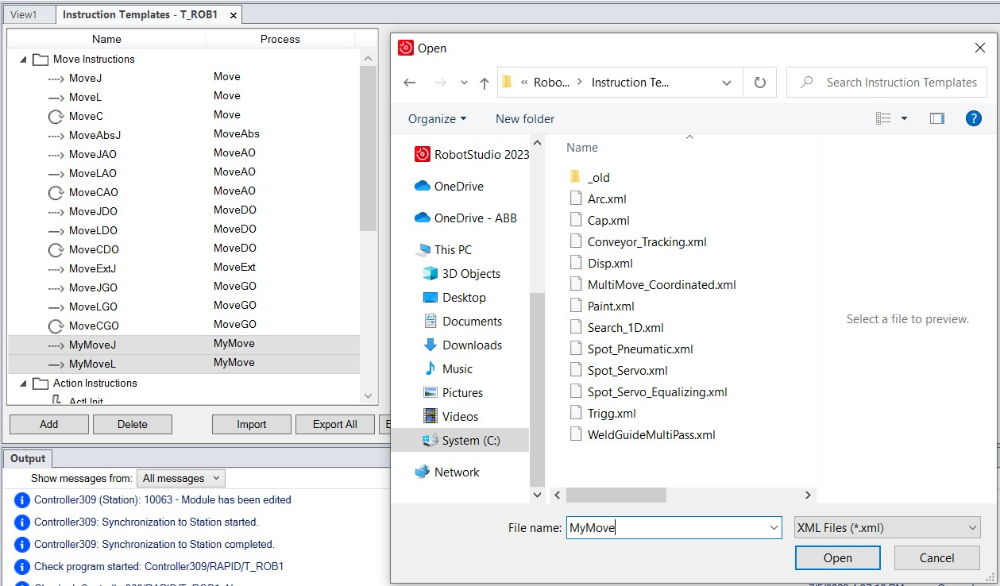 View1
Instruction Templates - T_ROB1
Name Process
Move Instructions
MoveJ Move
MoveL Move
MoveC Move
MoveAbsJ MoveAbs
MoveJAO MoveAO
MoveLAO MoveAO
MoveCAO MoveAO
MoveJDO MoveDO
MoveLDO MoveDO
MoveCDO MoveDO
MoveExtJ MoveExt
MoveJGO MoveGO
MoveLGO MoveGO
MoveCGO MoveGO
MyMoveJ MyMove
MyMoveL MyMove
Action Instructions
ActUnit
Add Delete Import Export All
Open
« Robo... > Instruction Te...
Search Instruction Templates
Organize New folder
RobotStudio 2023
OneDrive
OneDrive - ABB
This PC
3D Objects
Desktop
Documents
Downloads
Music
Pictures
Videos
System (C:)
Network
Name
_old
Arc.xml
Cap.xml
Conveyor_Tracking.xml
Disp.xml
MultiMove_Coordinated.xml
Paint.xml
Search_1D.xml
Spot_Pneumatic.xml
Spot_Servo.xml
Spot_Servo_Equalizing.xml
Trigg.xml
WeldGuideMultiPass.xml
Select a file to preview.
File name: MyMove
XML Files (*.xml)
Open Cancel
Output
Show messages from: All messages
Controller309 (Station): 10063 - Module has been edited
Controller309: Synchronization to Station started.
Controller309: Synchronization to Station completed.
Check program started: Controller309/RAPID/T_ROB1